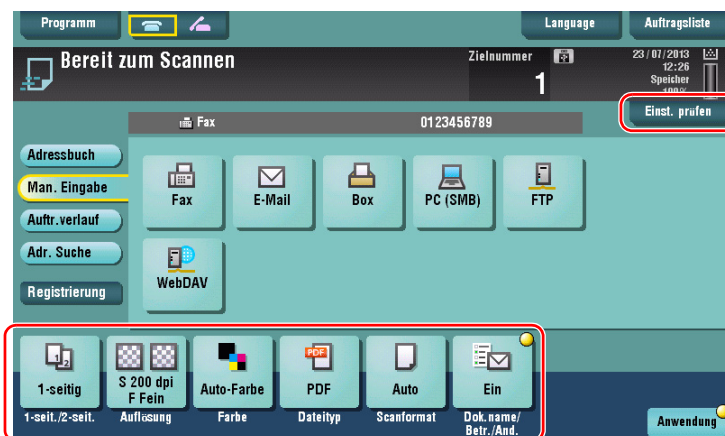 Programm
Language
Auftragsliste
Bereit zum Scannen
Zielnummer
1
23/07/2013
12:26
Speicher
100%
Einst. prüfen
Fax
0123456789
Adressbuch
Man. Eingabe
Auftr.verlauf
Adr. Suche
Registrierung
Fax
E-Mail
Box
PC (SMB)
FTP
WebDAV
1-seitig
S 200 dpi
F Fein
Auto-Farbe
PDF
PDF
Auto
Ein
1-seit./2-seit.
Auflösung
Farbe
Dateityp
Scanformat
Dok.name/
Betr./And.
Anwendung